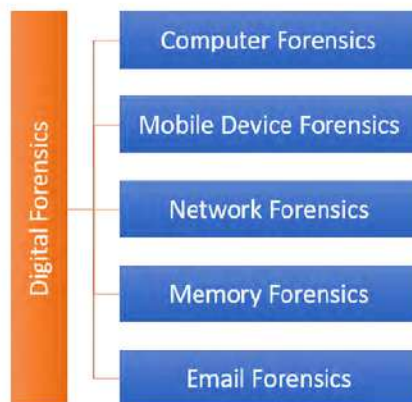 Digital Forensics
Computer Forensics
Mobile Device Forensics
Network Forensics
Memory Forensics
Email Forensics